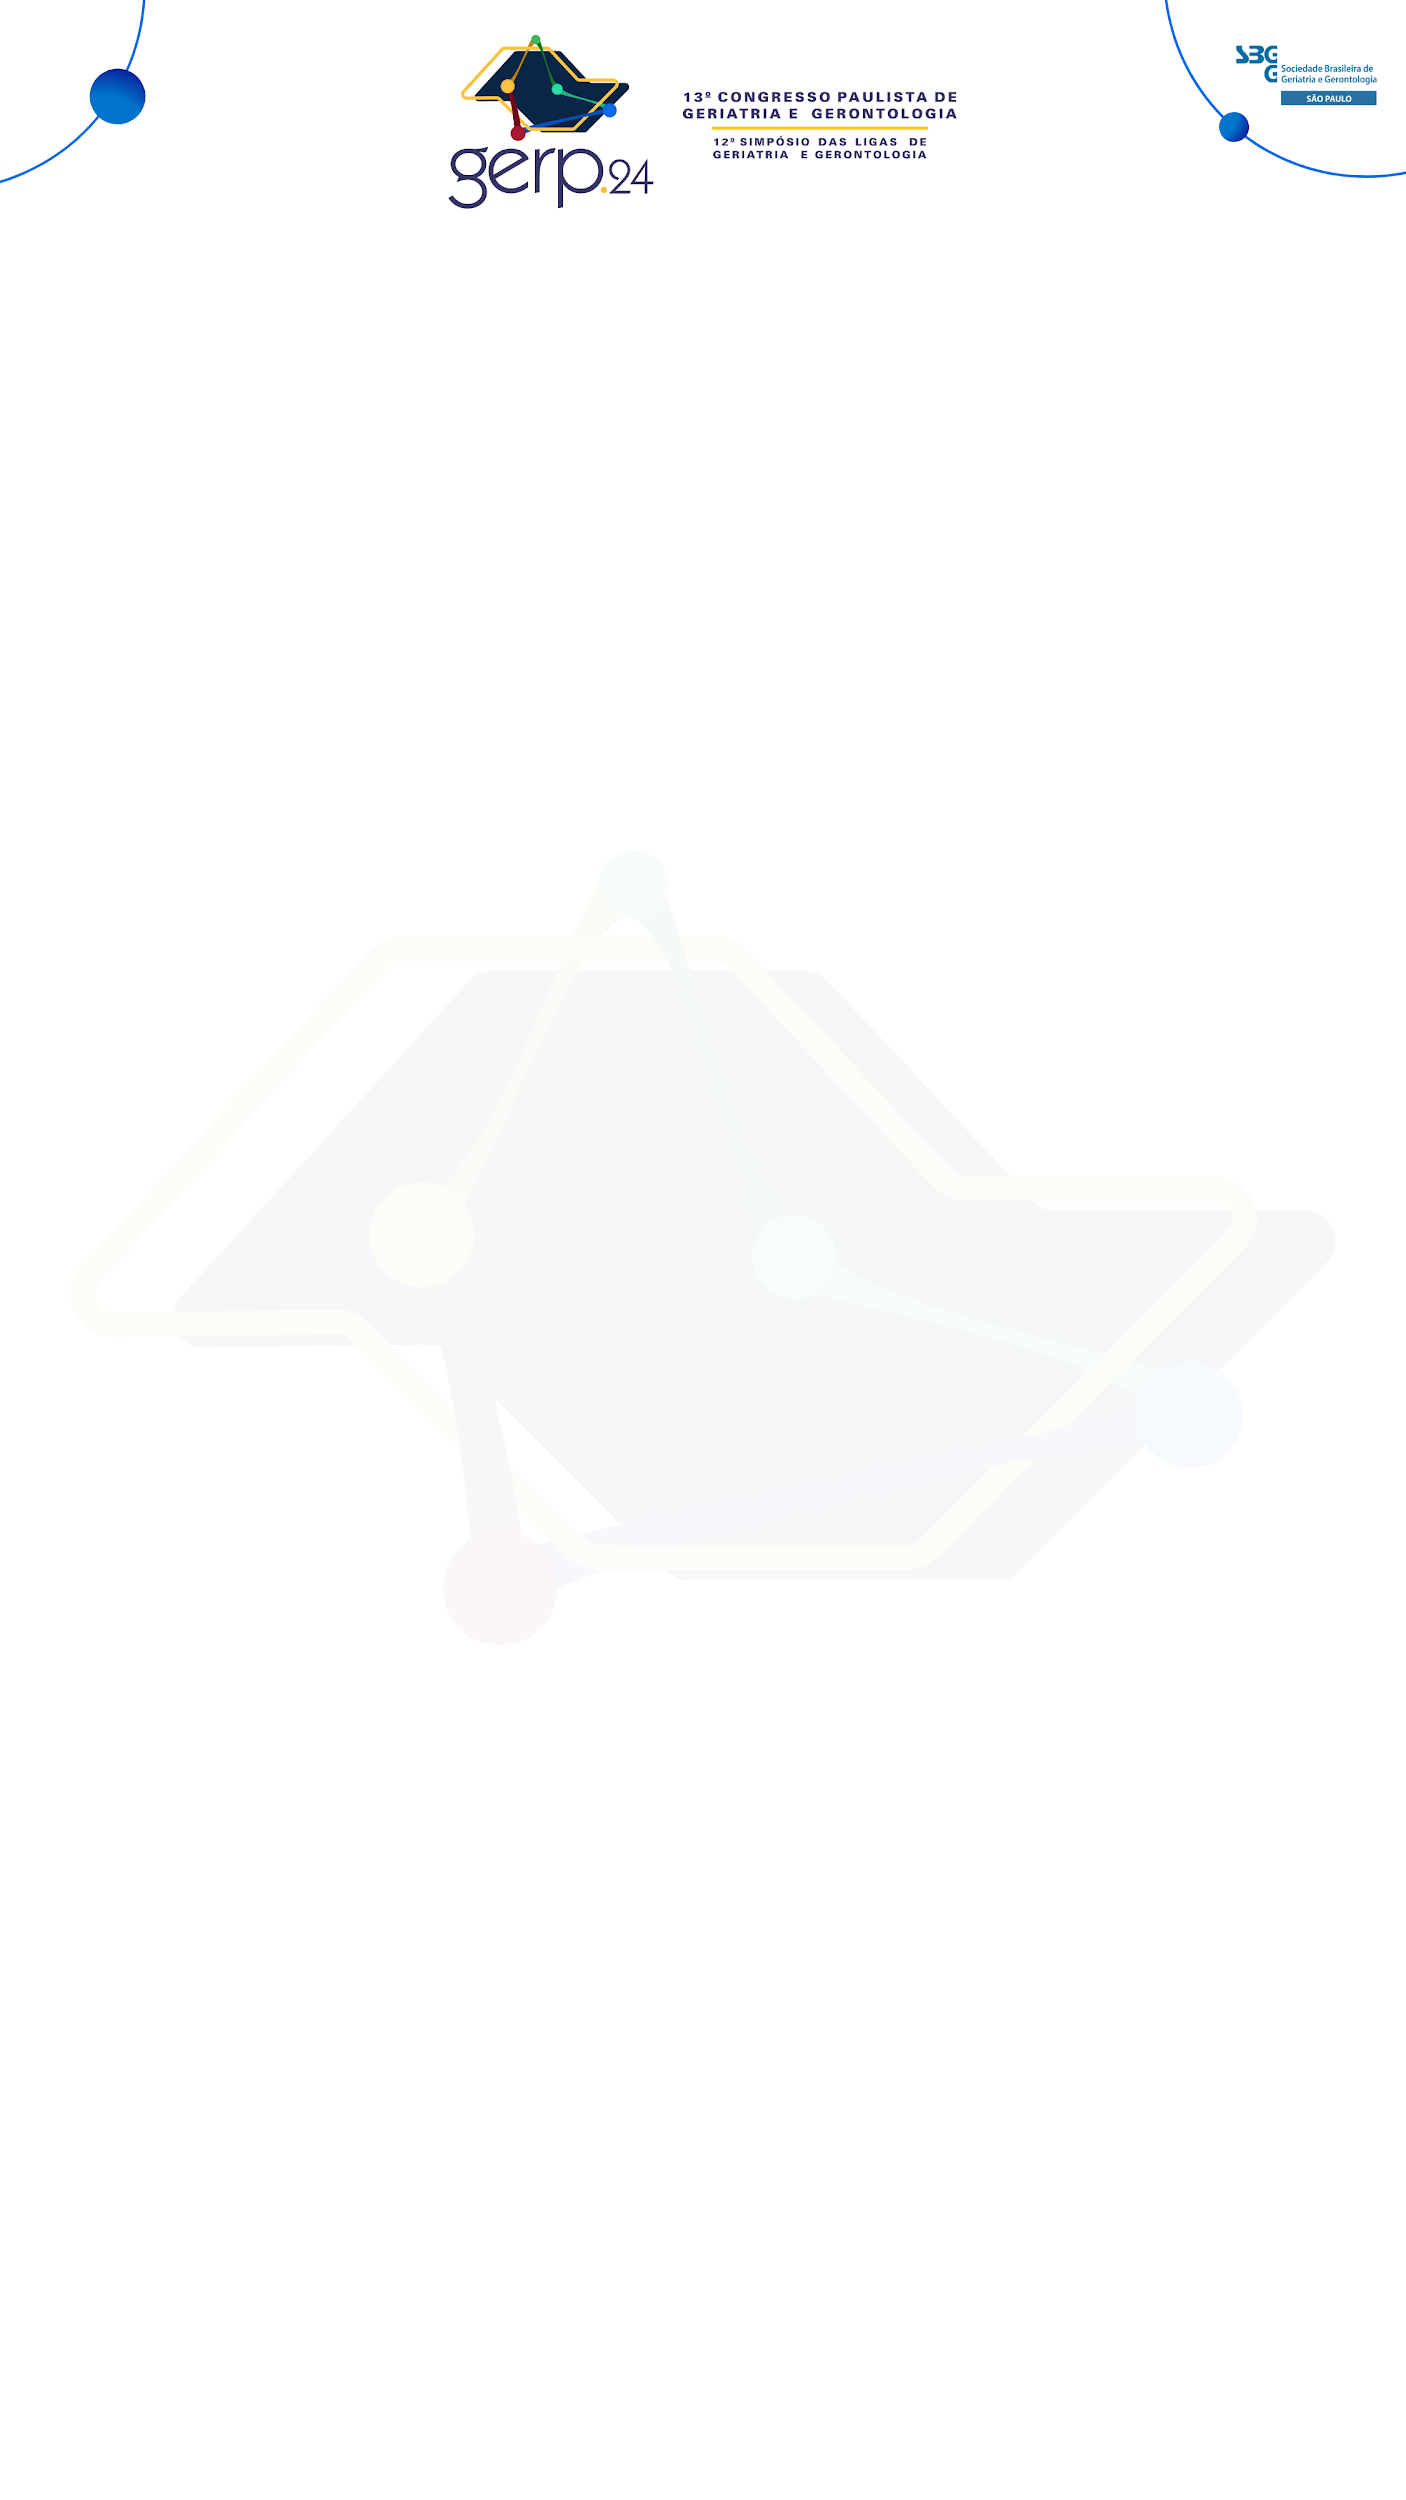 gerp.24
13º CONGRESSO PAULISTA DE
GERIATRIA E GERONTOLOGIA
12º SIMPÓSIO DAS LIGAS DE
GERIATRIA E GERONTOLOGIA
SBGG
Sociedade Brasileira de
Geriatria e Gerontologia
SÃO PAULO